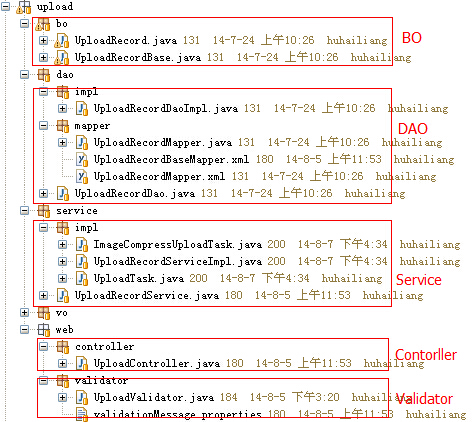 upload
bo
BO
UploadRecord.java 131 14-7-24 上午10:26 huhailiang
UploadRecordBase.java 131 14-7-24 上午10:26 huhailiang
dao
impl
UploadRecordDaoImpl.java 131 14-7-24 上午10:26 huhailiang
DAO
mapper
UploadRecordMapper.java 131 14-7-24 上午10:26 huhailiang
UploadRecordBaseMapper.xml 180 14-8-5 上午11:53 huhailiang
UploadRecordMapper.xml 131 14-7-24 上午10:26 huhailiang
UploadRecordDao.java 131 14-7-24 上午10:26 huhailiang
service
impl
ImageCompressUploadTask.java 200 14-8-7 下午4:34 huhailiang
UploadRecordServiceImpl.java 200 14-8-7 下午4:34 huhailiang
UploadTask.java 200 14-8-7 下午4:34 huhailiang
Service
UploadRecordService.java 180 14-8-5 上午11:53 huhailiang
vo
web
controller
Contorller
UploadController.java 180 14-8-5 上午11:53 huhailiang
validator
UploadValidator.java 184 14-8-5 下午3:20 huhailiang
Validator
validationMessage.properties 180 14-8-5 上午11:53 huhailiang